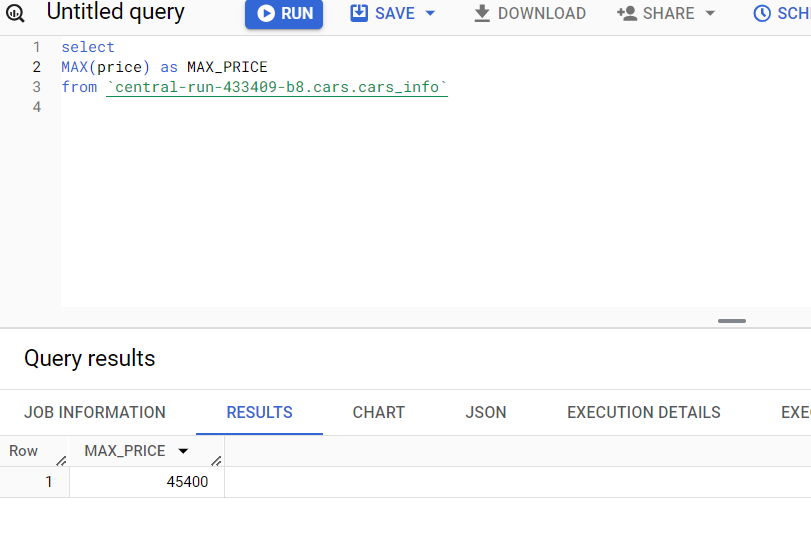 Untitled query RUN SAVE DOWNLOAD SHARE SCH
1 select
2 MAX(price) as MAX_PRICE
3 from `central-run-433409-b8.cars.cars_info`
4
Query results
JOB INFORMATION RESULTS CHART JSON EXECUTION DETAILS EXE
Row MAX_PRICE
1 45400